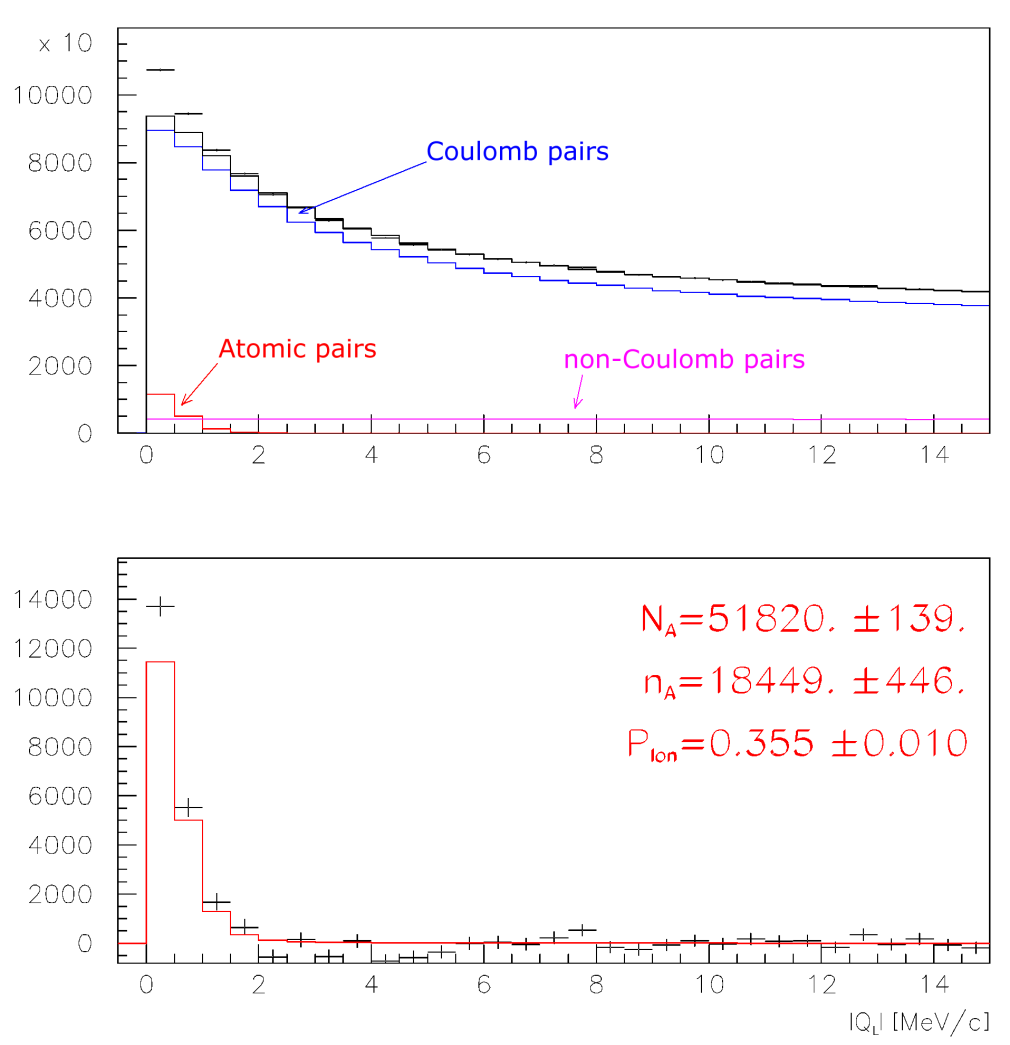 x 10
10000
8000
6000
4000
2000
0
Coulomb pairs
Atomic pairs
non-Coulomb pairs
0 2 4 6 8 10 12 14
14000
12000
10000
8000
6000
4000
2000
0
N_A=51820. ±139.
n_A=18449. ±446.
P_Ion=0.355 ±0.010
0 2 4 6 8 10 12 14
|Q_L| [MeV/c]